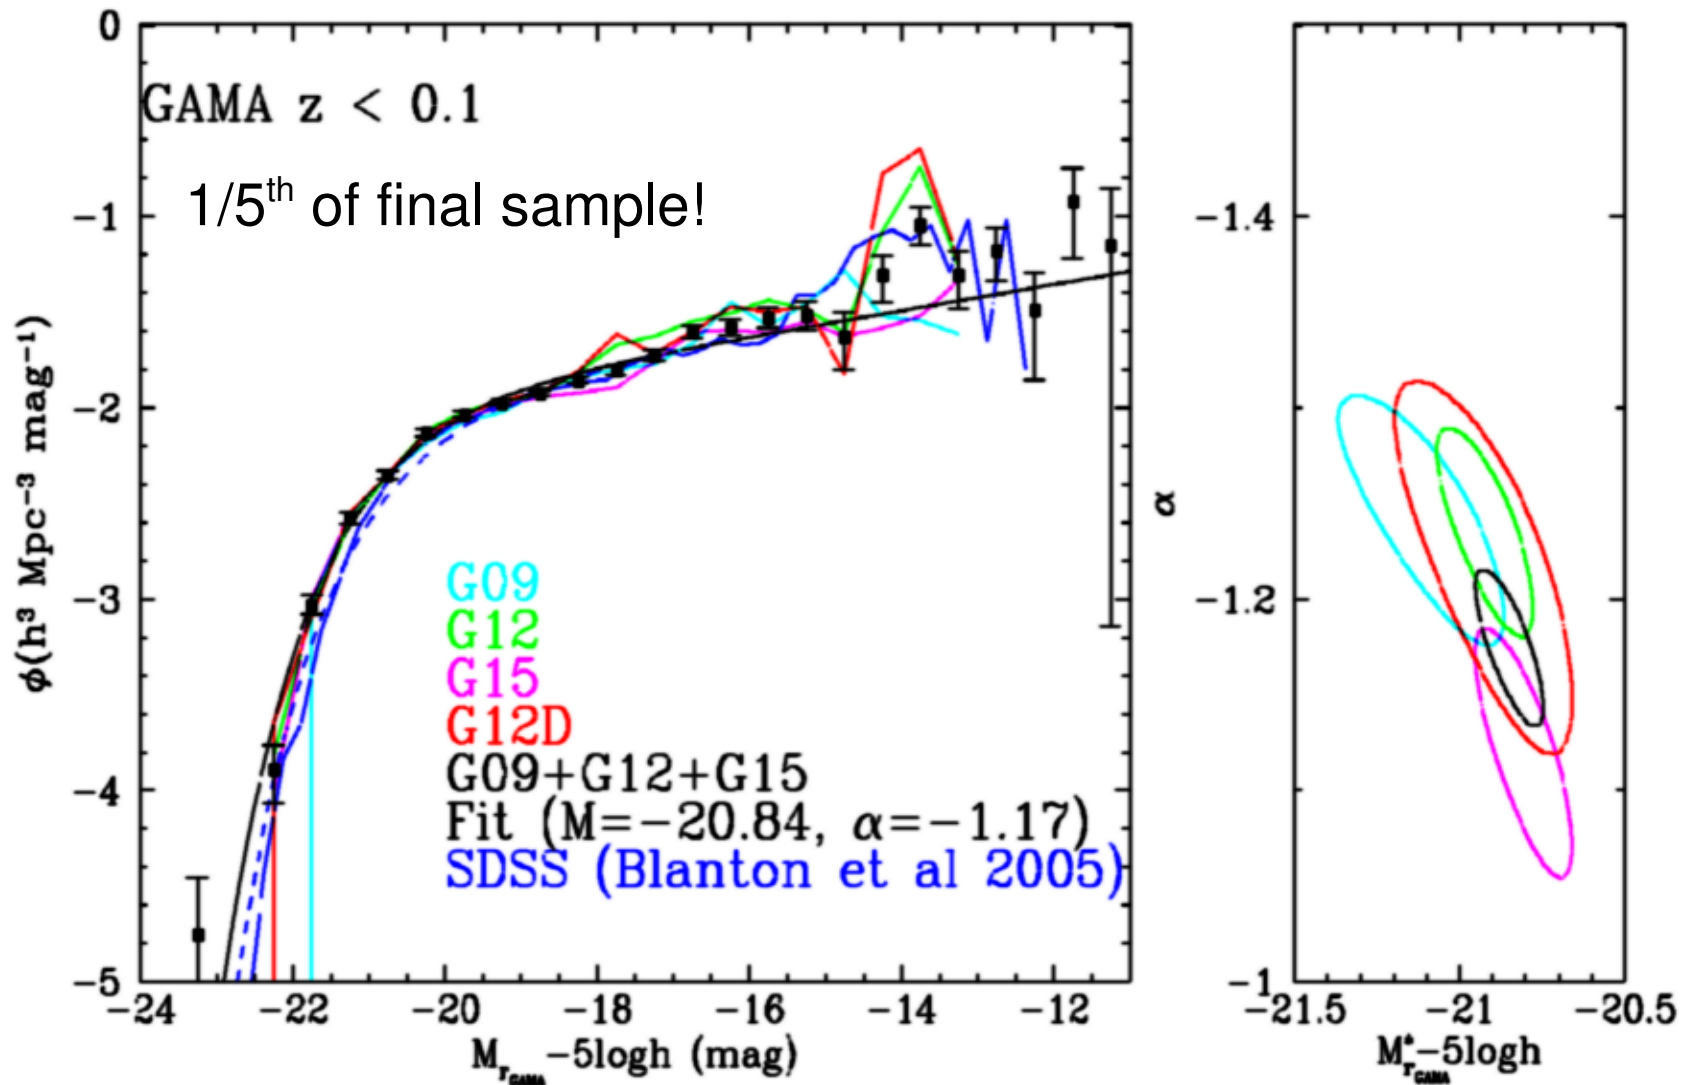 0
GAMA z < 0.1
1/5th of final sample!
−1
−2
−3
−4
−5
ϕ(h³ Mpc⁻³ mag⁻¹)
G09
G12
G15
G12D
G09+G12+G15
Fit (M=−20.84, α=−1.17)
SDSS (Blanton et al 2005)
−24 −22 −20 −18 −16 −14 −12
M_r_GAMA −5logh (mag)
−1.4
α
−1.2
−1
−21.5 −21 −20.5
M*_r_GAMA −5logh